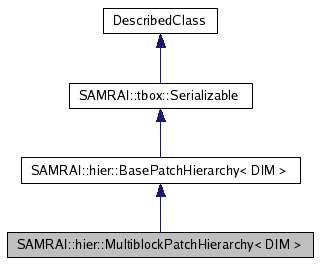 DescribedClass
SAMRAI::tbox::Serializable
SAMRAI::hier::BasePatchHierarchy< DIM >
SAMRAI::hier::MultiblockPatchHierarchy< DIM >